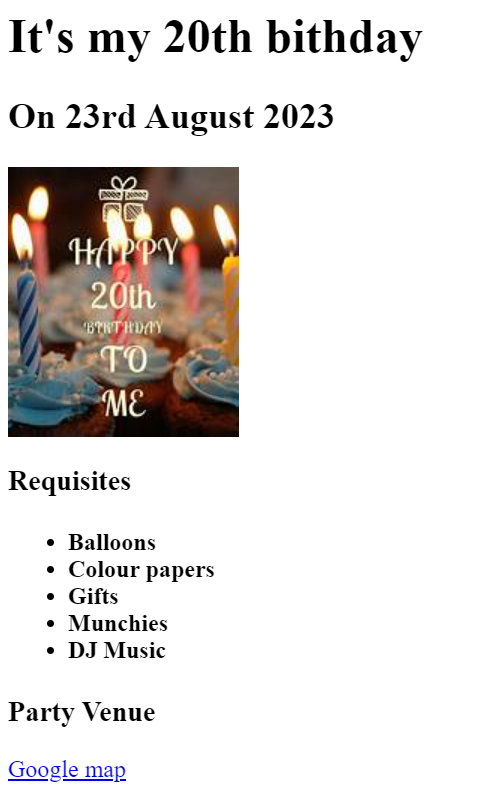 It's my 20th bithday
On 23rd August 2023
HAPPY
20th
BIRTHDAY
TO
ME
Requisites
Balloons
Colour papers
Gifts
Munchies
DJ Music
Party Venue
Google map